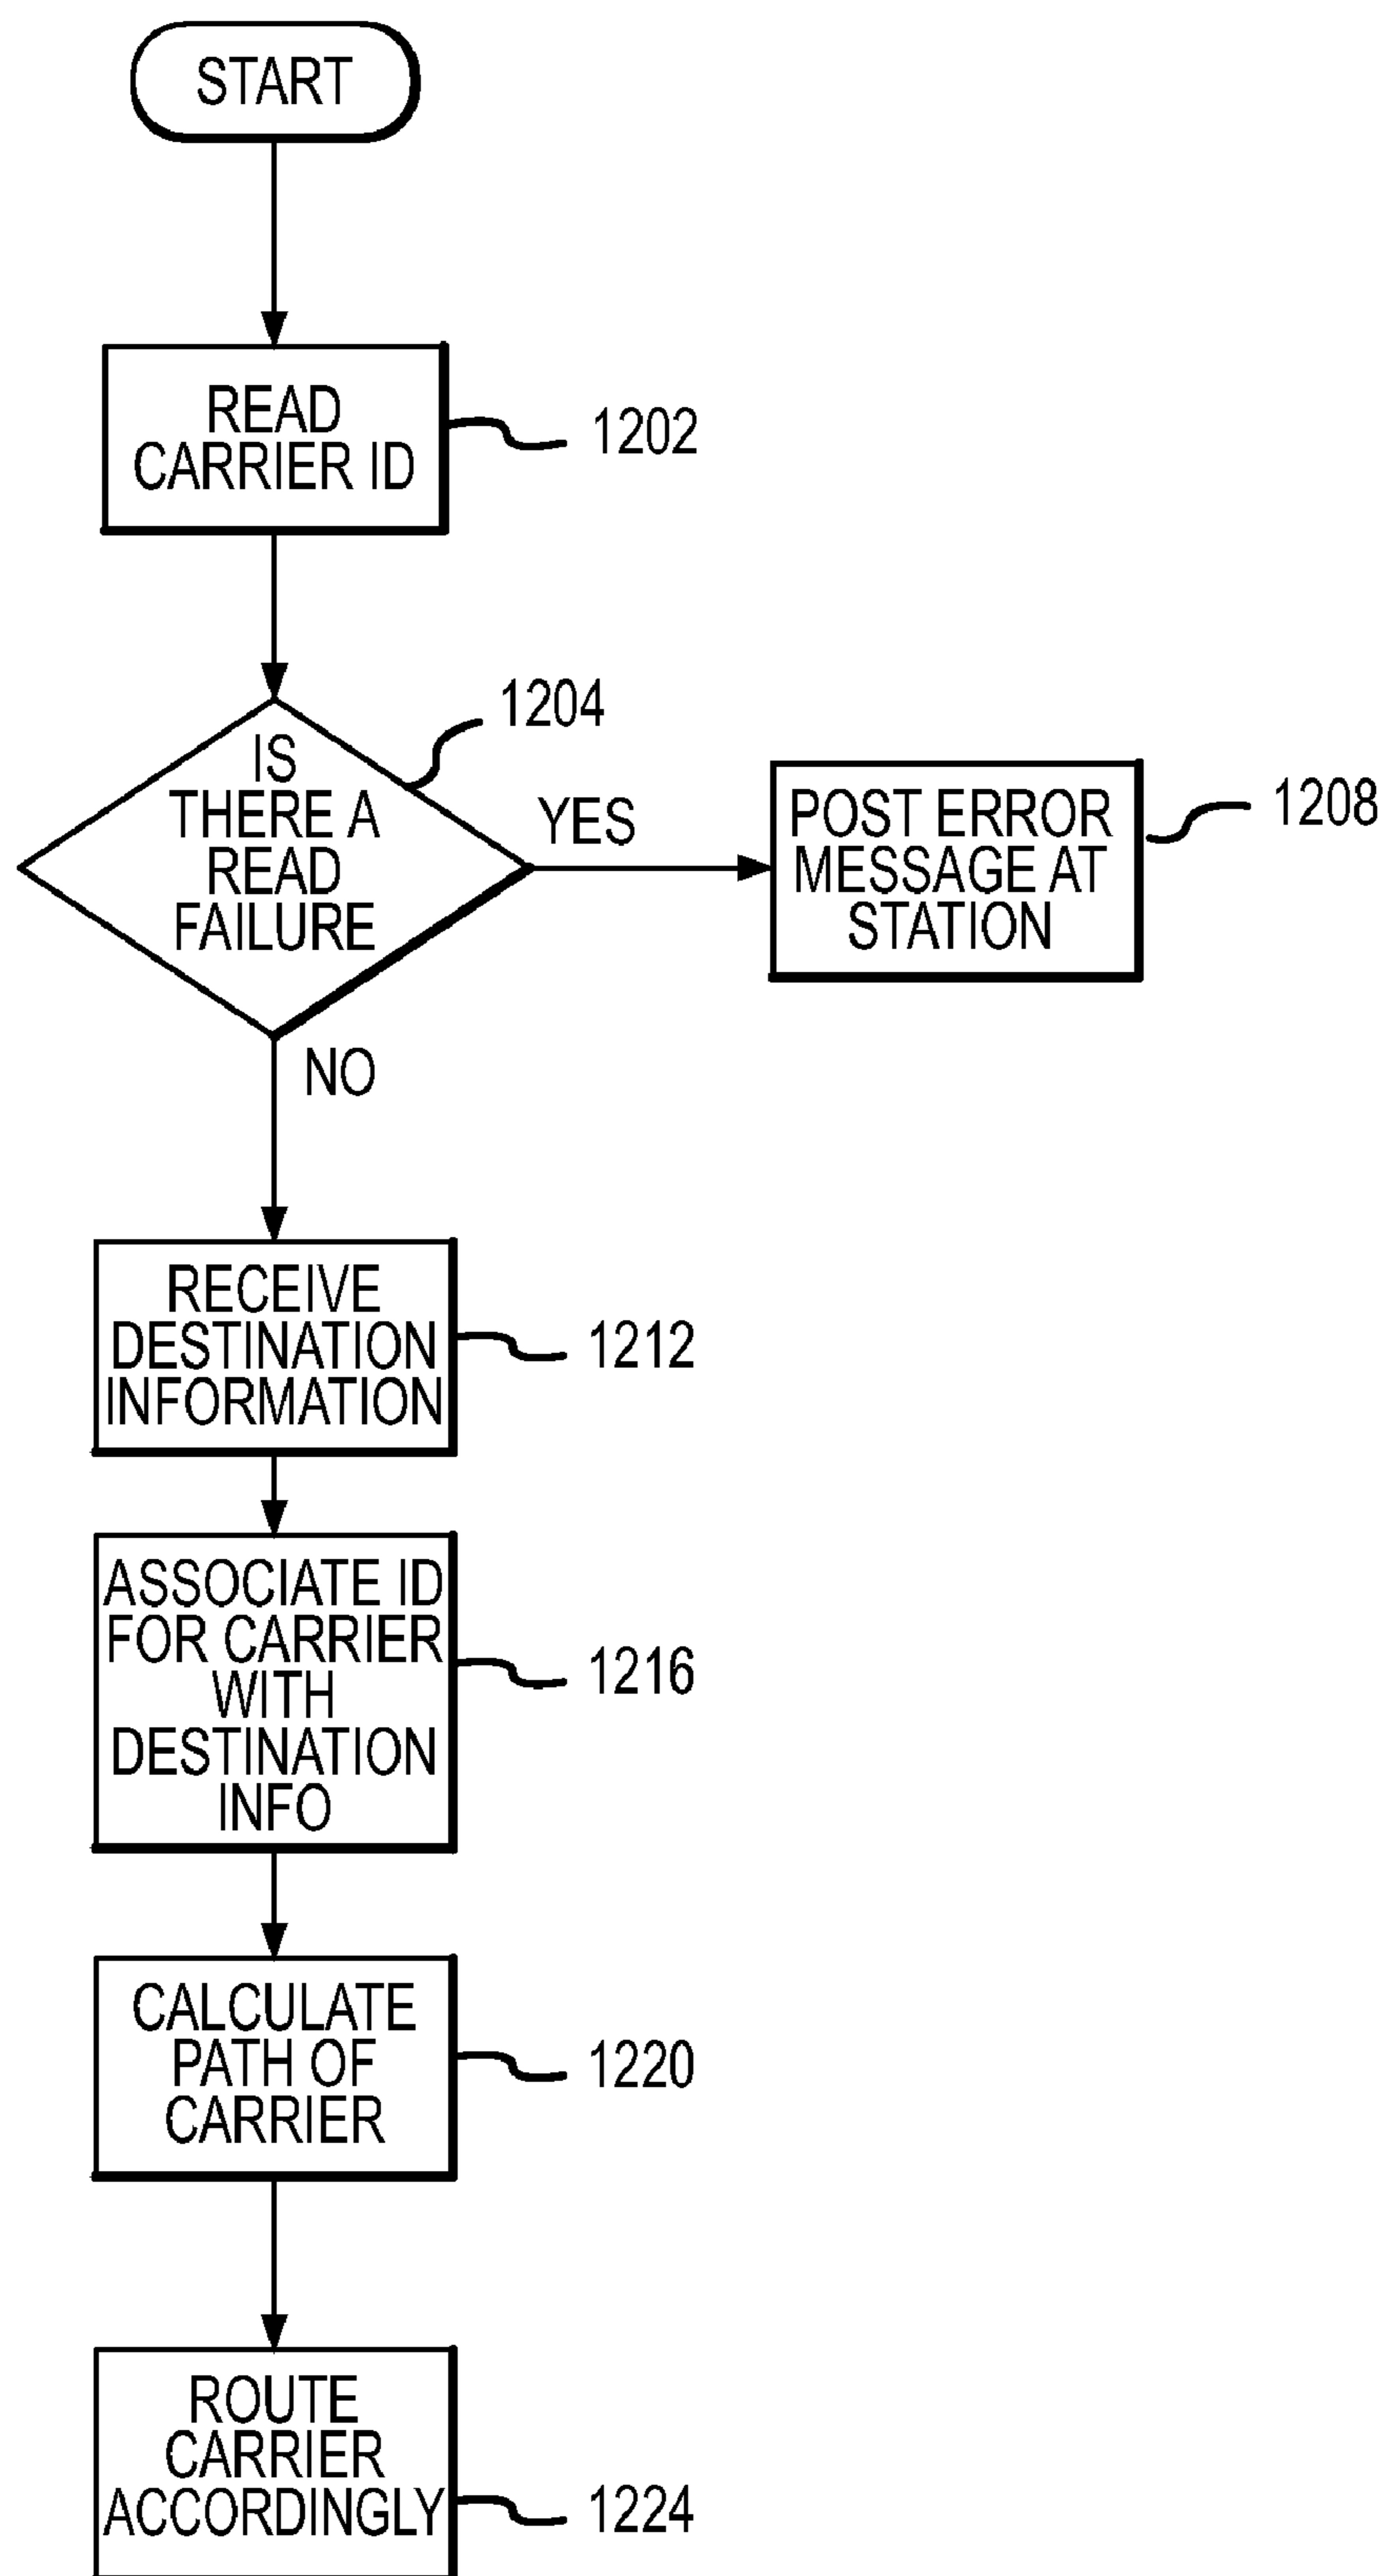 START
READ
CARRIER ID
1202
1204
IS
THERE A
READ
FAILURE
YES
POST ERROR
MESSAGE AT
STATION
1208
NO
RECEIVE
DESTINATION
INFORMATION
1212
ASSOCIATE ID
FOR CARRIER
WITH
DESTINATION
INFO
1216
CALCULATE
PATH OF
CARRIER
1220
ROUTE
CARRIER
ACCORDINGLY
1224